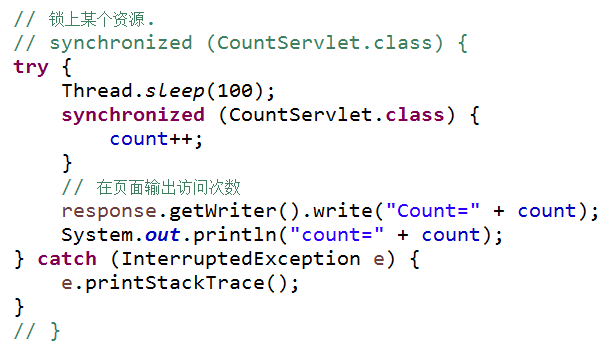 // 锁上某个资源.
// synchronized (CountServlet.class) {
try {
    Thread.sleep(100);
    synchronized (CountServlet.class) {
        count++;
    }
    // 在页面输出访问次数
    response.getWriter().write("Count=" + count);
    System.out.println("count=" + count);
} catch (InterruptedException e) {
    e.printStackTrace();
}
// }